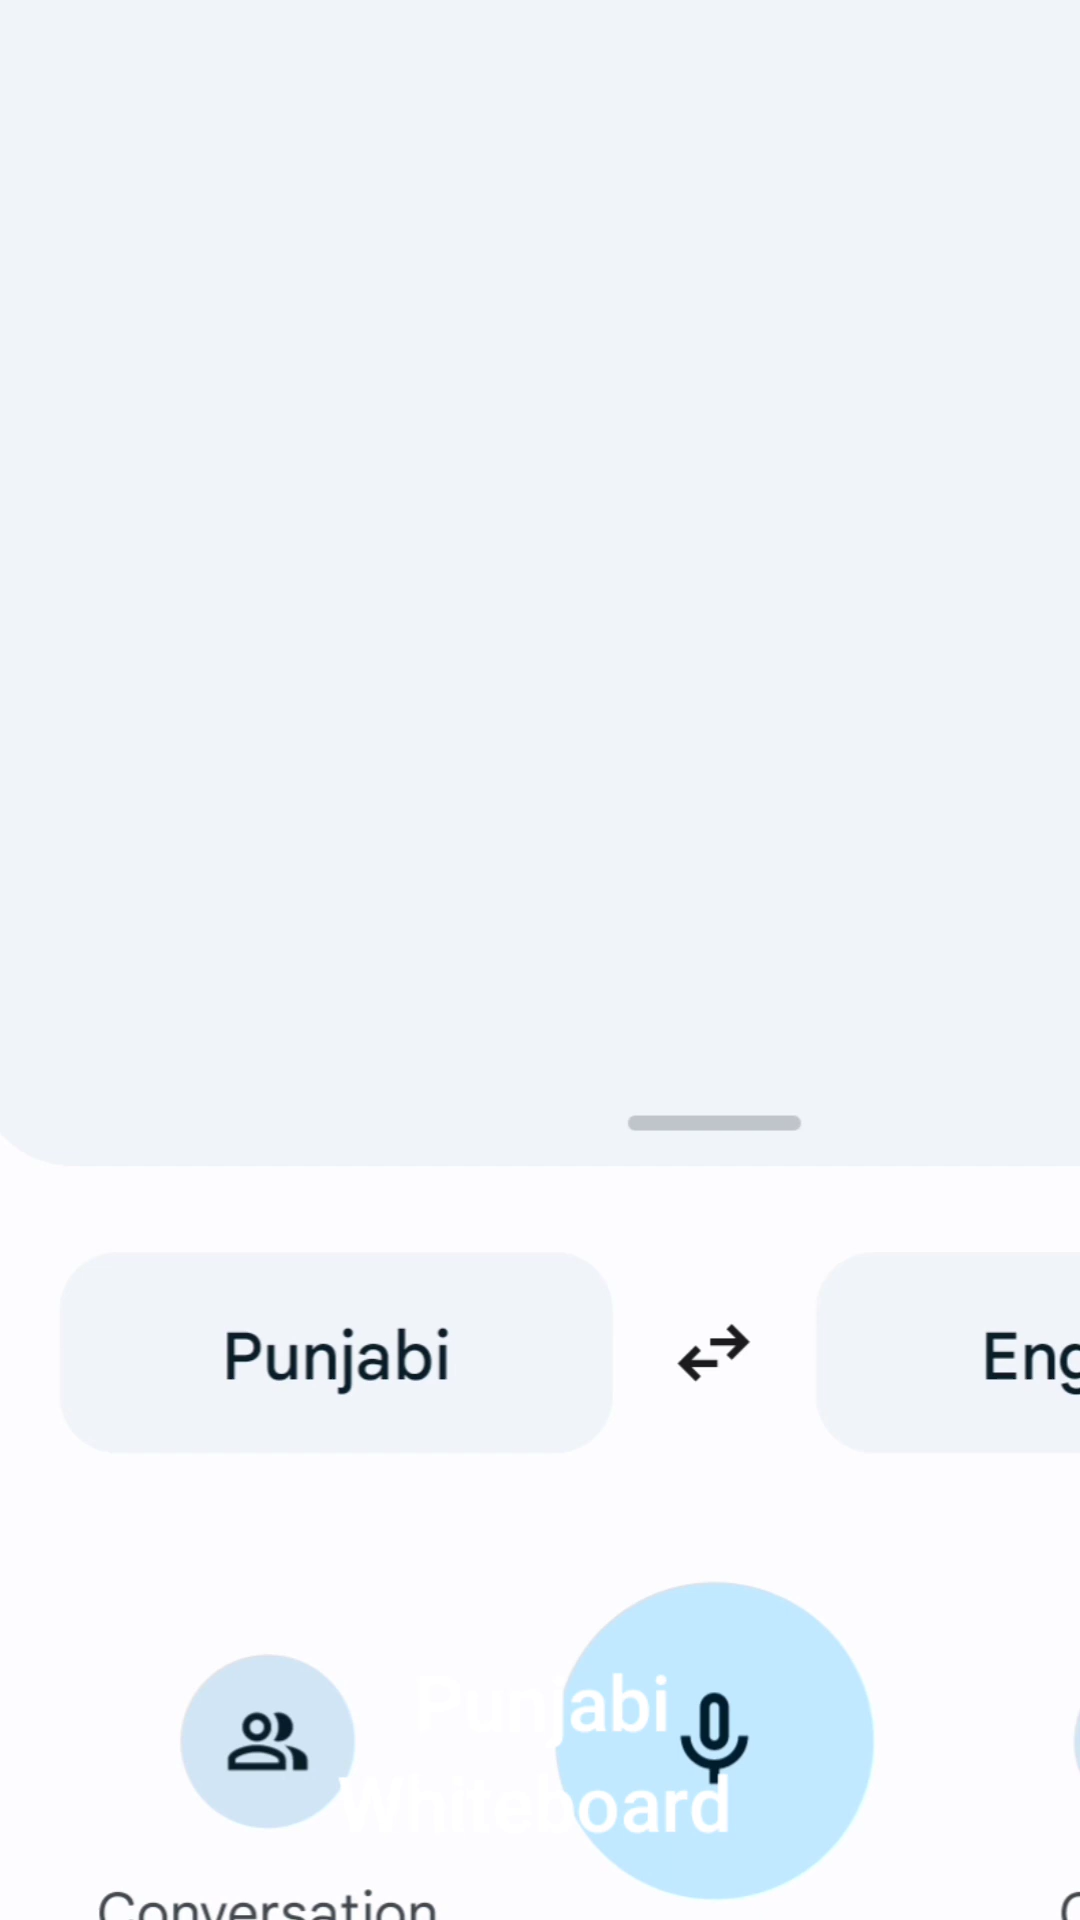 Punjabi
Eng
Punjabi
Whiteboard
Conversation